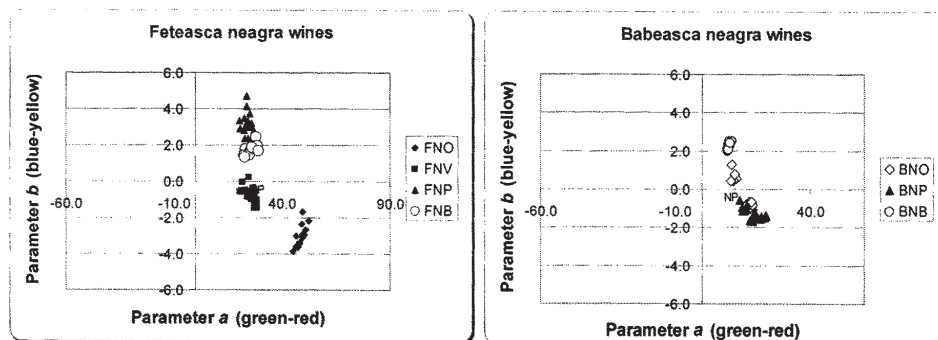 Feteasca neagra wines
Parameter b (blue-yellow)
6.0
4.0
2.0
0.0
-2.0
-4.0
-6.0
-60.0
-10.0
40.0
90.0
NP
Parameter a (green-red)
FNO
FNV
FNP
FNB
Babeasca neagra wines
Parameter b (blue-yellow)
6.0
4.0
2.0
0.0
-2.0
-4.0
-6.0
-60.0
-10.0
40.0
NP
Parameter a (green-red)
BNO
BNP
BNB